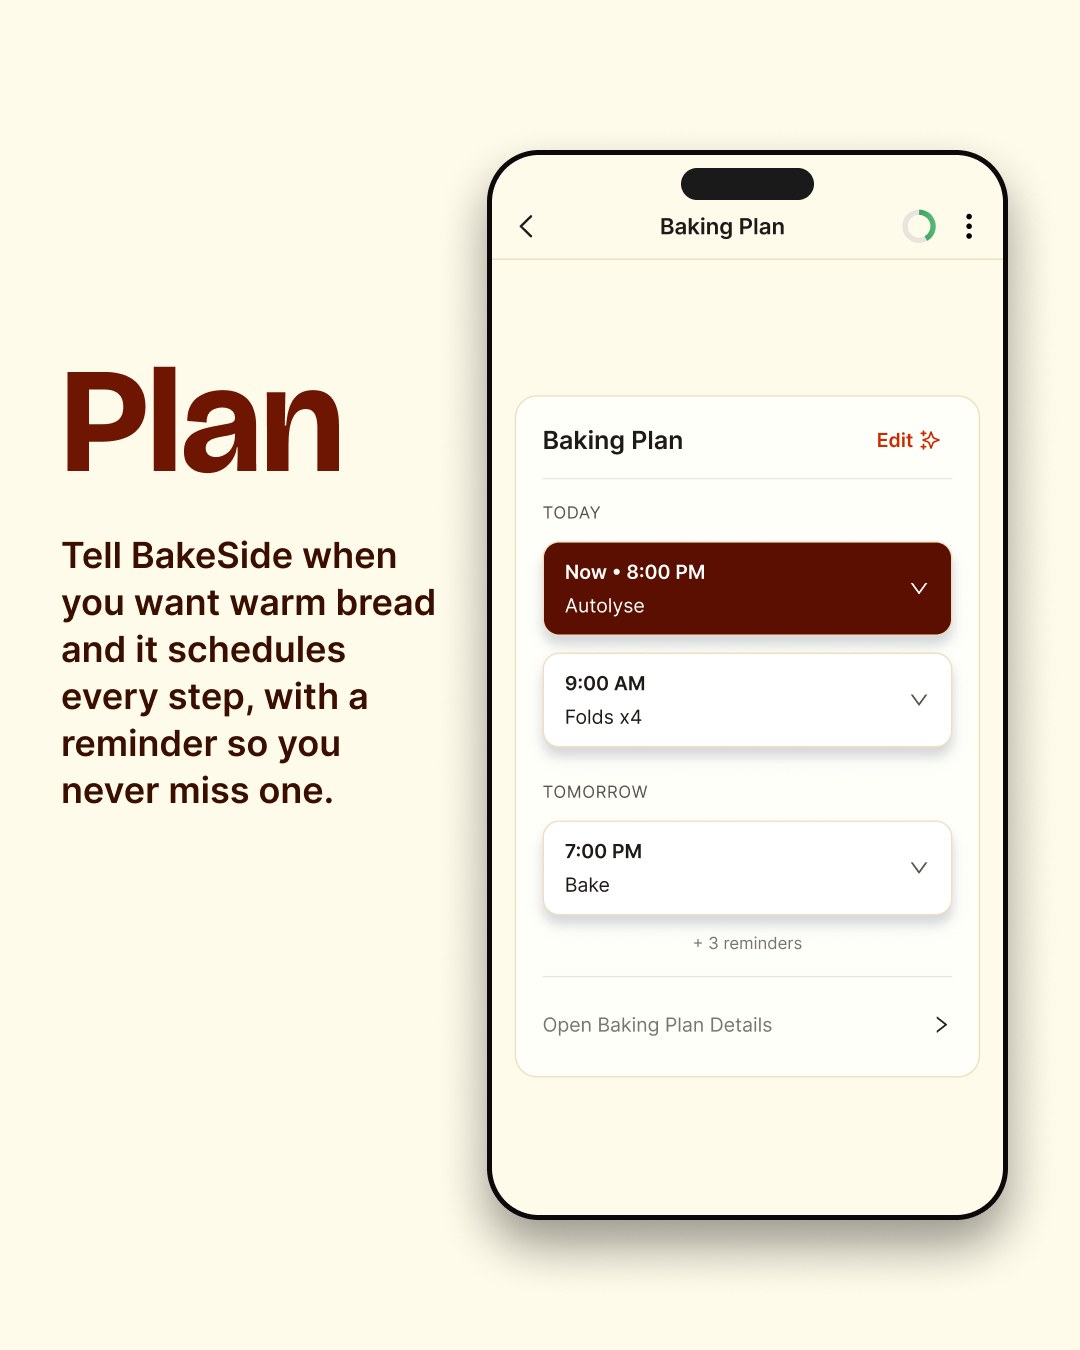 Plan
Tell BakeSide when
you want warm bread
and it schedules
every step, with a
reminder so you
never miss one.
Baking Plan
Baking Plan
Edit
TODAY
Now • 8:00 PM
Autolyse
9:00 AM
Folds x4
TOMORROW
7:00 PM
Bake
+ 3 reminders
Open Baking Plan Details